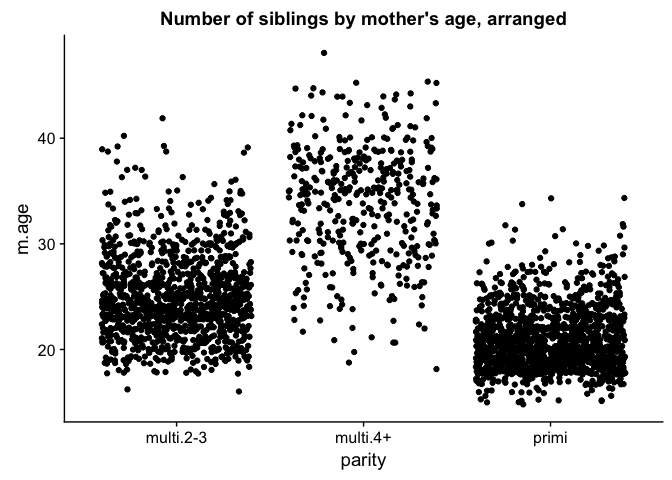 Number of siblings by mother's age, arranged
m.age
40
30
20
multi.2-3 multi.4+ primi
parity